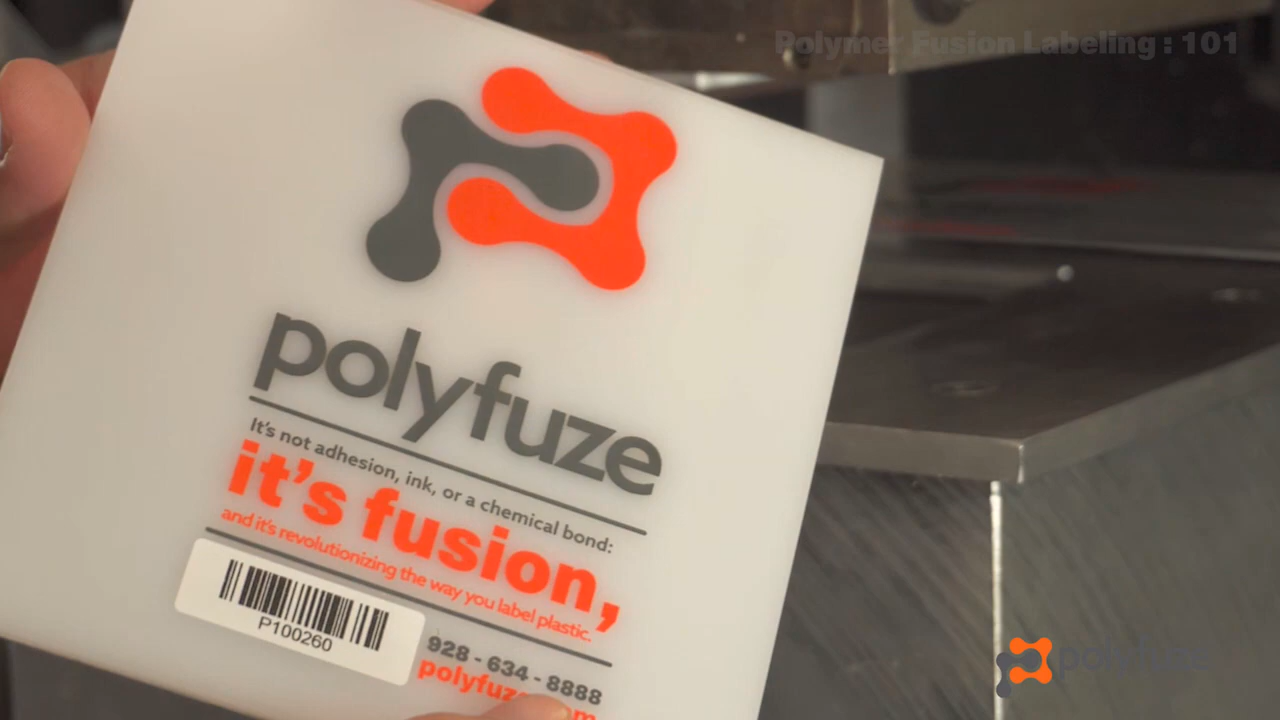 Polymer Fusion Labeling : 101
polyfuze
It's not adhesion, ink, or a chemical bond:
it's fusion,
and it's revolutionizing the way you label plastic.
P100260
928 - 634 - 8888
polyfuze